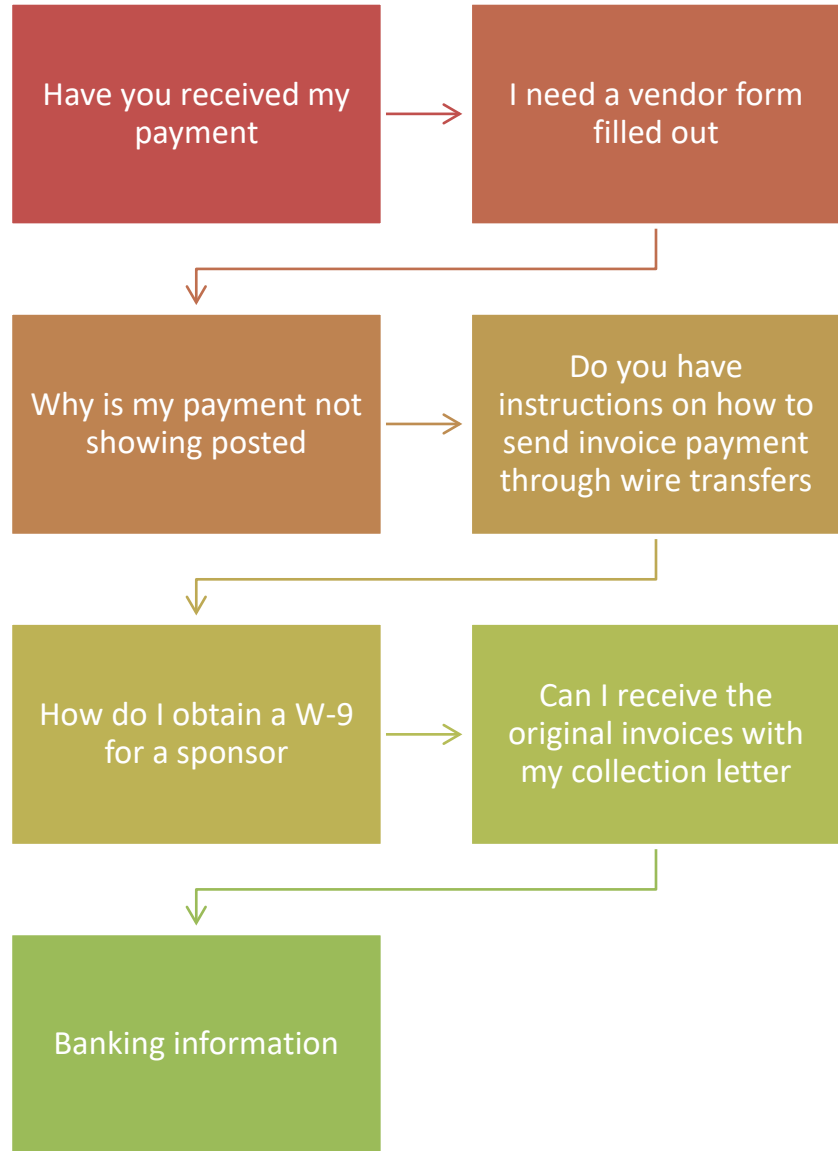 Have you received my
payment
I need a vendor form
filled out
Why is my payment not
showing posted
Do you have
instructions on how to
send invoice payment
through wire transfers
How do I obtain a W-9
for a sponsor
Can I receive the
original invoices with
my collection letter
Banking information